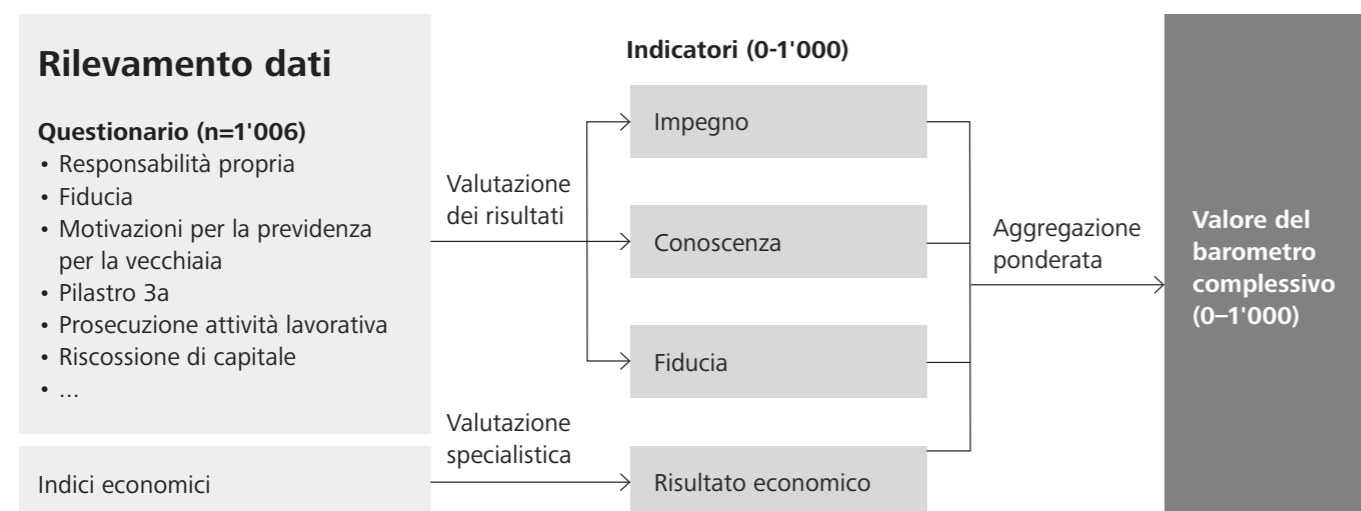 Rilevamento dati
Questionario (n=1'006)
• Responsabilità propria
• Fiducia
• Motivazioni per la previdenza
per la vecchiaia
• Pilastro 3a
• Prosecuzione attività lavorativa
• Riscossione di capitale
• ...
Indici economici
Valutazione
dei risultati
Valutazione
specialistica
Indicatori (0-1'000)
Impegno
Conoscenza
Fiducia
Risultato economico
Aggregazione
ponderata
Valore del
barometro
complessivo
(0–1'000)